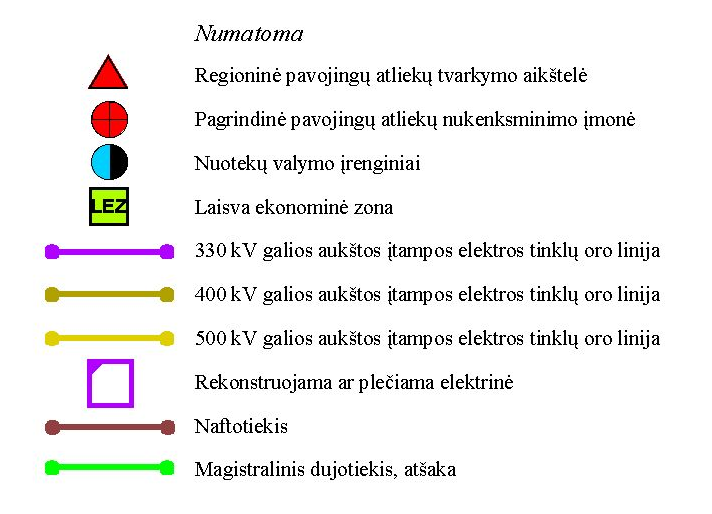 Numatoma
Regioninė pavojingų atliekų tvarkymo aikštelė
Pagrindinė pavojingų atliekų nukenksminimo įmonė
Nuotekų valymo įrenginiai
LEZ Laisva ekonominė zona
330 kV galios aukštos įtampos elektros tinklų oro linija
400 kV galios aukštos įtampos elektros tinklų oro linija
500 kV galios aukštos įtampos elektros tinklų oro linija
Rekonstruojama ar plečiama elektrinė
Naftotiekis
Magistralinis dujotiekis, atšaka